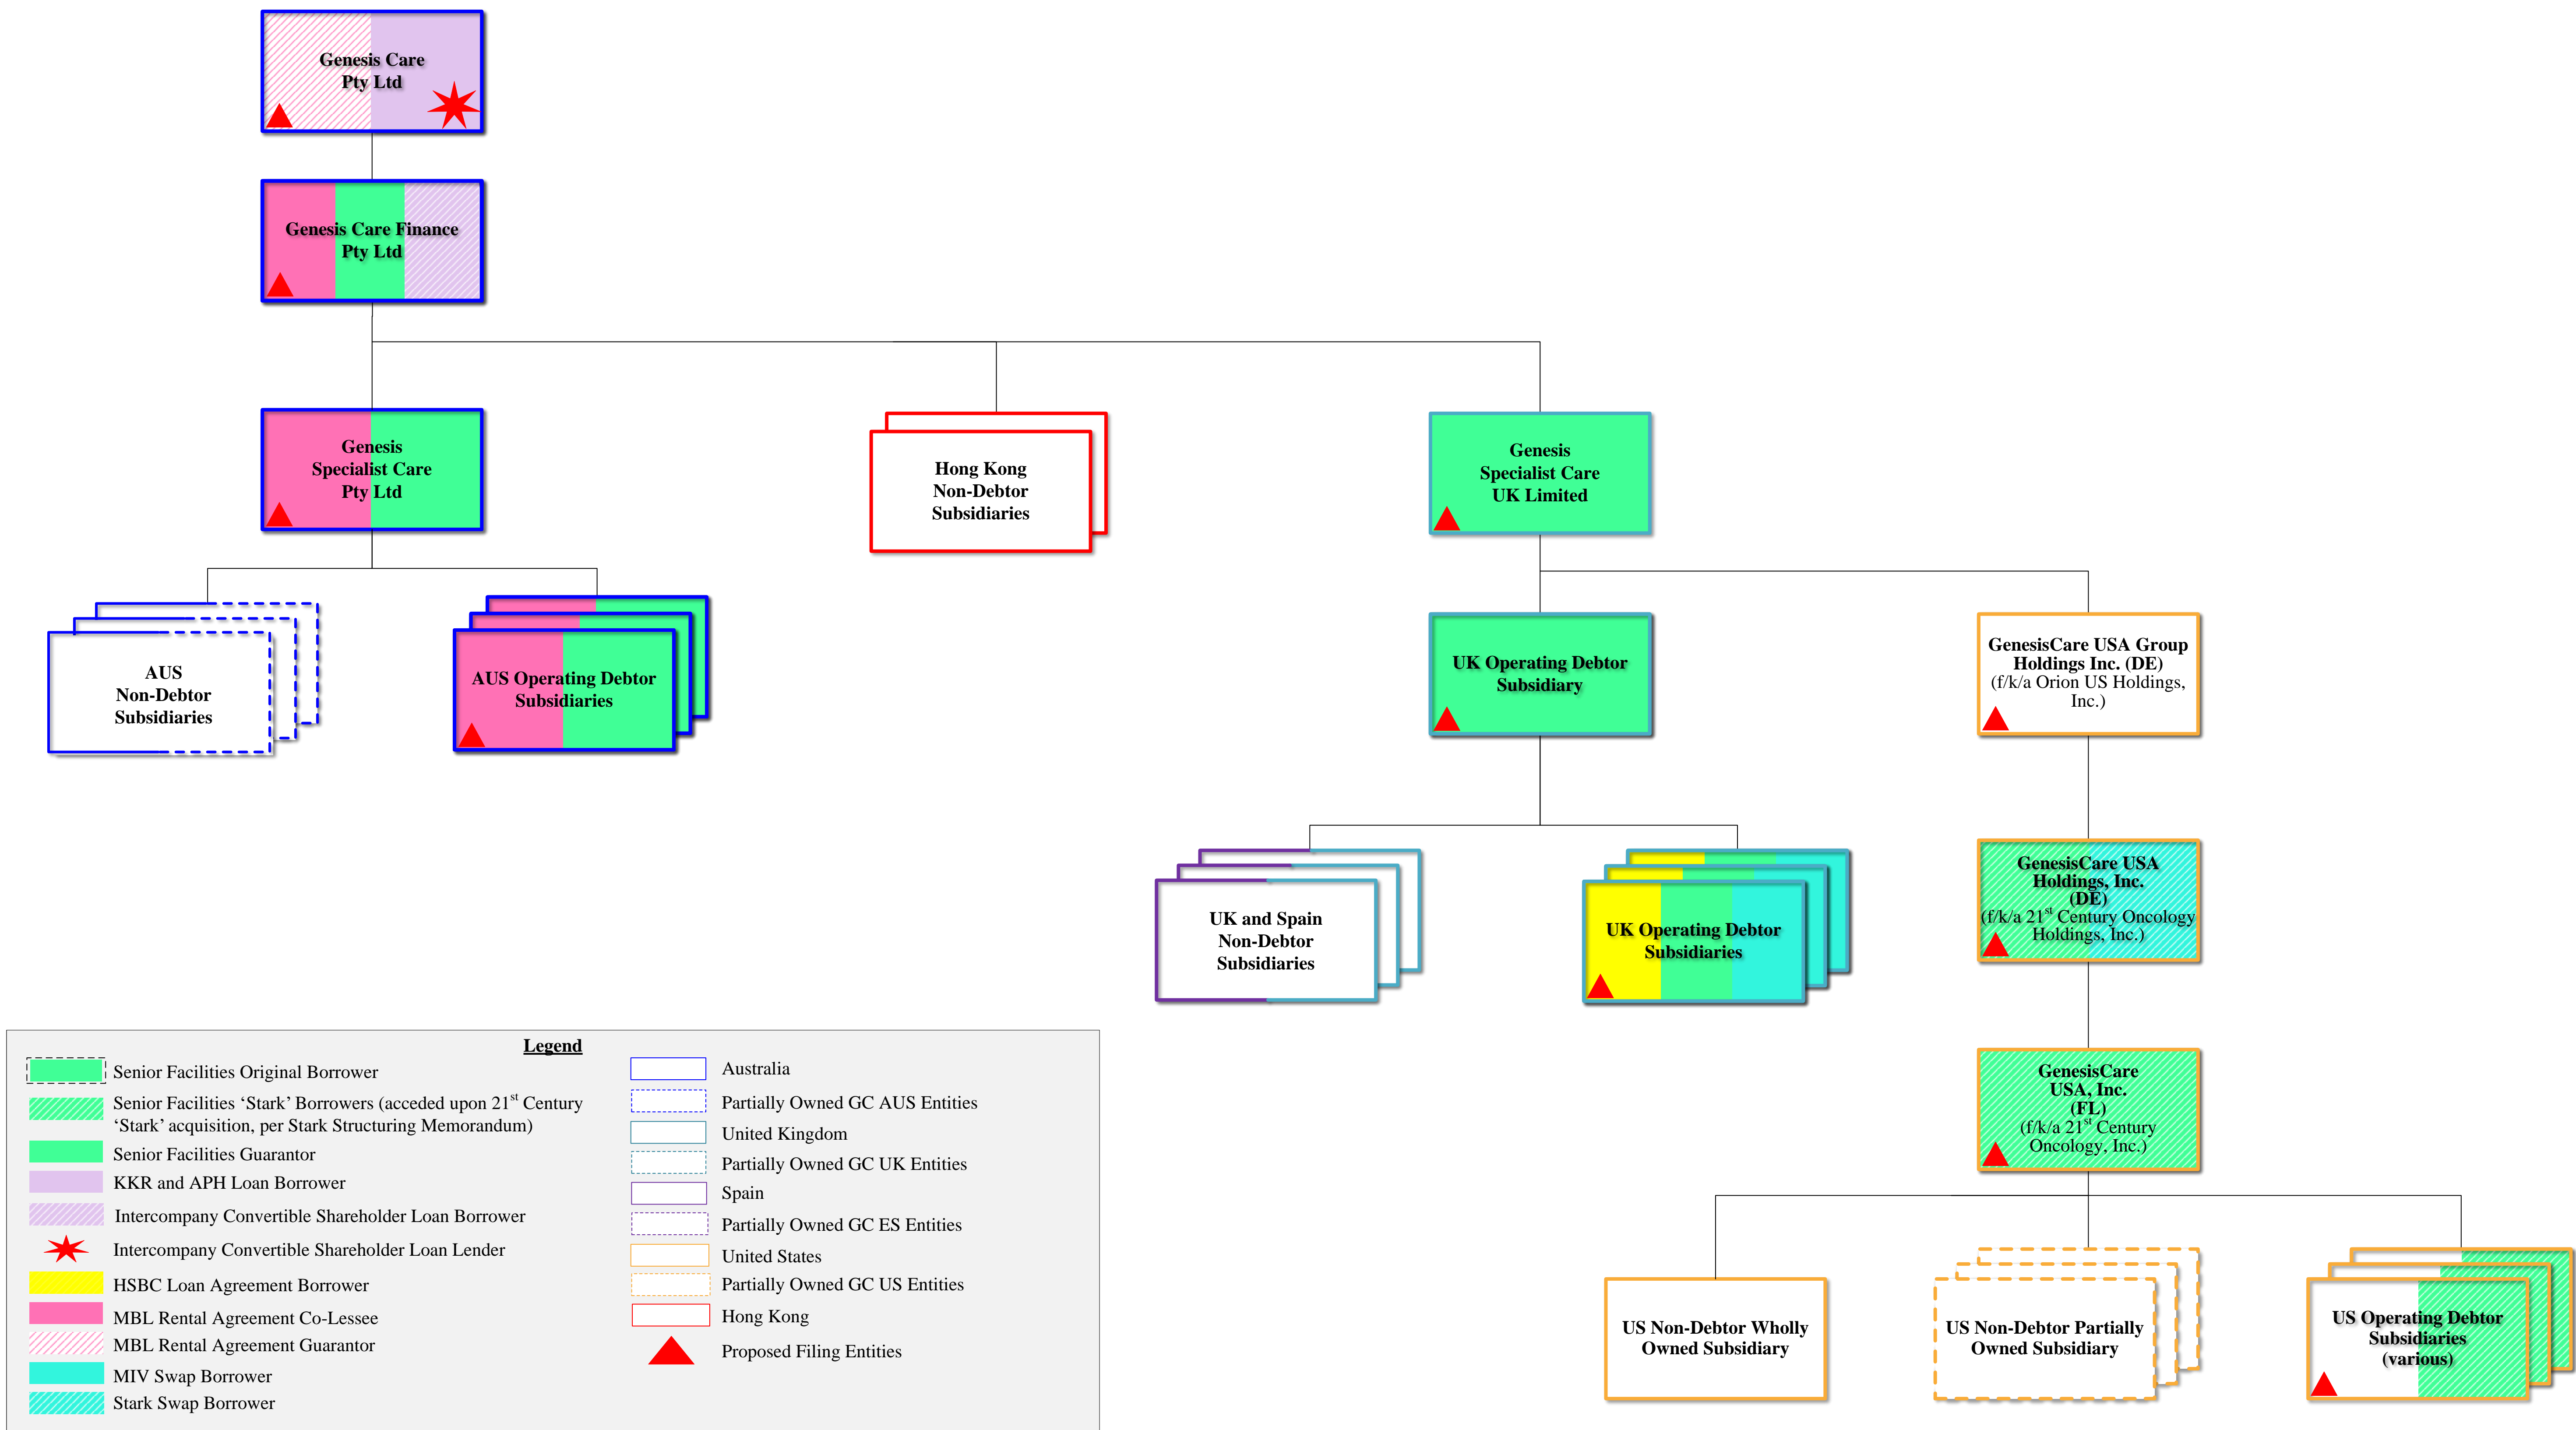 Genesis Care
Pty Ltd
Genesis Care Finance
Pty Ltd
Genesis
Specialist Care
Pty Ltd
Hong Kong
Non-Debtor
Subsidiaries
Genesis
Specialist Care
UK Limited
AUS
Non-Debtor
Subsidiaries
AUS Operating Debtor
Subsidiaries
UK Operating Debtor
Subsidiary
GenesisCare USA Group
Holdings Inc. (DE)
(f/k/a Orion US Holdings,
Inc.)
UK and Spain
Non-Debtor
Subsidiaries
UK Operating Debtor
Subsidiaries
GenesisCare USA
Holdings, Inc.
(DE)
(f/k/a 21st Century Oncology
Holdings, Inc.)
GenesisCare
USA, Inc.
(FL)
(f/k/a 21st Century
Oncology, Inc.)
US Non-Debtor Wholly
Owned Subsidiary
US Non-Debtor Partially
Owned Subsidiary
US Operating Debtor
Subsidiaries
(various)
Legend
Senior Facilities Original Borrower
Senior Facilities ‘Stark’ Borrowers (acceded upon 21st Century
‘Stark’ acquisition, per Stark Structuring Memorandum)
Senior Facilities Guarantor
KKR and APH Loan Borrower
Intercompany Convertible Shareholder Loan Borrower
Intercompany Convertible Shareholder Loan Lender
HSBC Loan Agreement Borrower
MBL Rental Agreement Co-Lessee
MBL Rental Agreement Guarantor
MIV Swap Borrower
Stark Swap Borrower
Australia
Partially Owned GC AUS Entities
United Kingdom
Partially Owned GC UK Entities
Spain
Partially Owned GC ES Entities
United States
Partially Owned GC US Entities
Hong Kong
Proposed Filing Entities